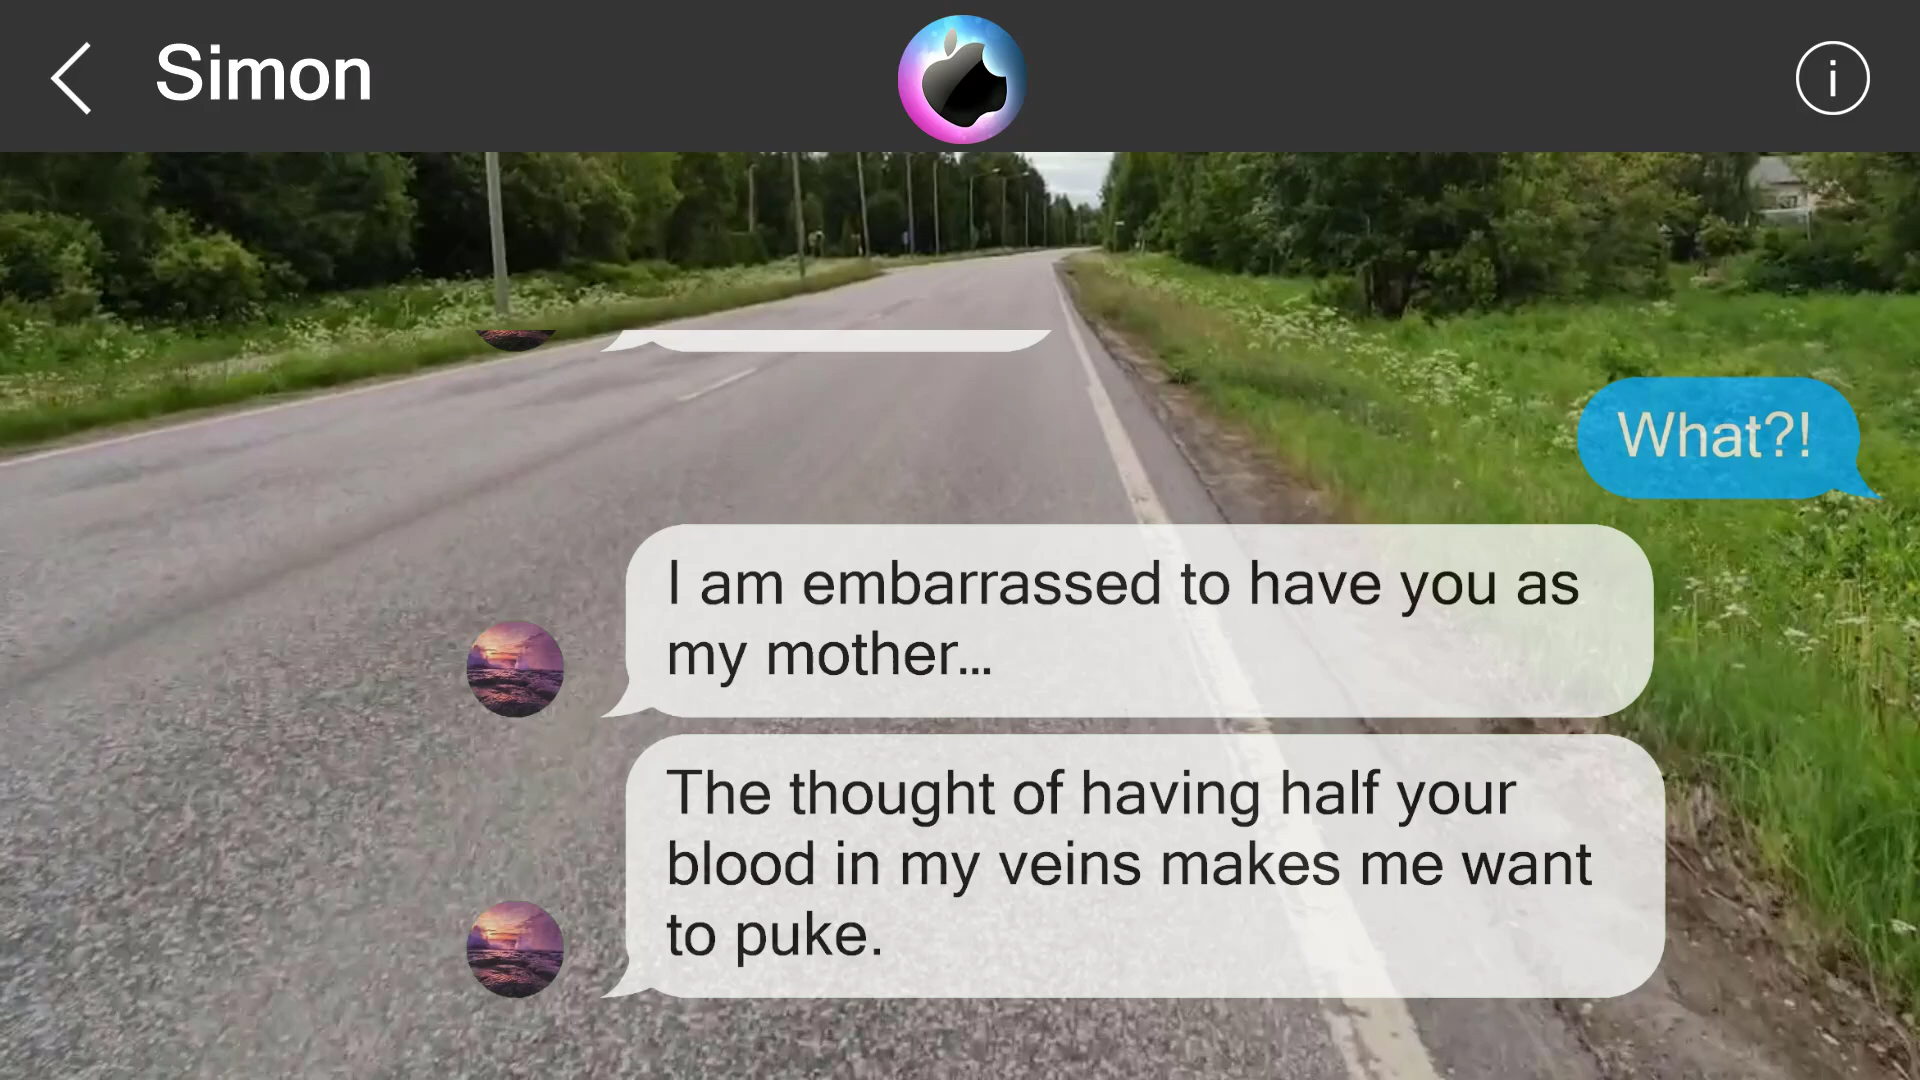 Simon
i
What?!
I am embarrassed to have you as
my mother...
The thought of having half your
blood in my veins makes me want
to puke.